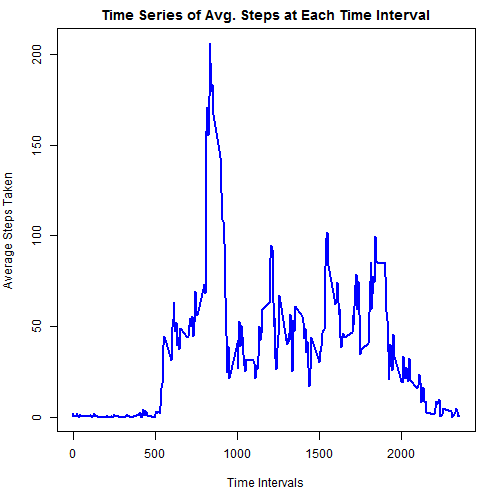 Time Series of Avg. Steps at Each Time Interval
Average Steps Taken
200
150
100
50
0
0 500 1000 1500 2000
Time Intervals